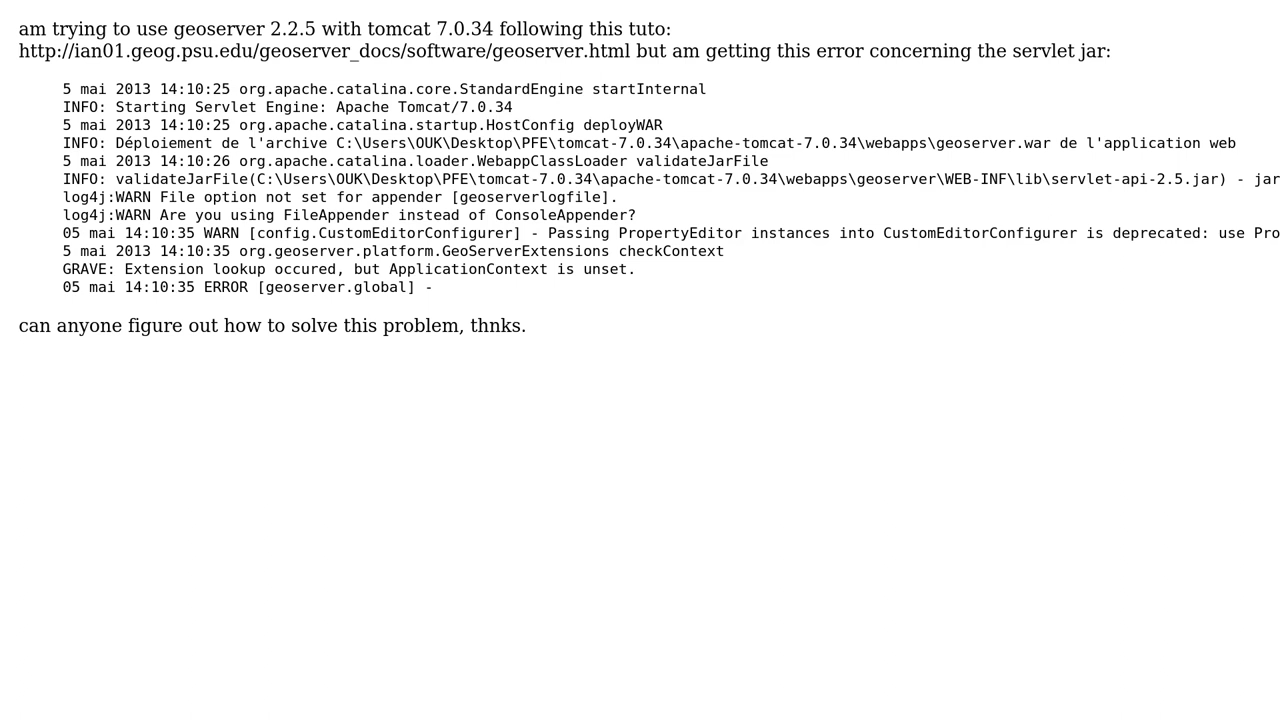 am trying to use geoserver 2.2.5 with tomcat 7.0.34 following this tuto:
http://ian01.geog.psu.edu/geoserver_docs/software/geoserver.html but am getting this error concerning the servlet jar:
5 mai 2013 14:10:25 org.apache.catalina.core.StandardEngine startInternal
INFO: Starting Servlet Engine: Apache Tomcat/7.0.34
5 mai 2013 14:10:25 org.apache.catalina.startup.HostConfig deployWAR
INFO: Déploiement de l'archive C:\Users\OUK\Desktop\PFE\tomcat-7.0.34\apache-tomcat-7.0.34\webapps\geoserver.war de l'application web
5 mai 2013 14:10:26 org.apache.catalina.loader.WebappClassLoader validateJarFile
INFO: validateJarFile(C:\Users\OUK\Desktop\PFE\tomcat-7.0.34\apache-tomcat-7.0.34\webapps\geoserver\WEB-INF\lib\servlet-api-2.5.jar) - jar
log4j:WARN File option not set for appender [geoserverlogfile].
log4j:WARN Are you using FileAppender instead of ConsoleAppender?
05 mai 14:10:35 WARN [config.CustomEditorConfigurer] - Passing PropertyEditor instances into CustomEditorConfigurer is deprecated: use Pro
5 mai 2013 14:10:35 org.geoserver.platform.GeoServerExtensions checkContext
GRAVE: Extension lookup occured, but ApplicationContext is unset.
05 mai 14:10:35 ERROR [geoserver.global] -
can anyone figure out how to solve this problem, thnks.